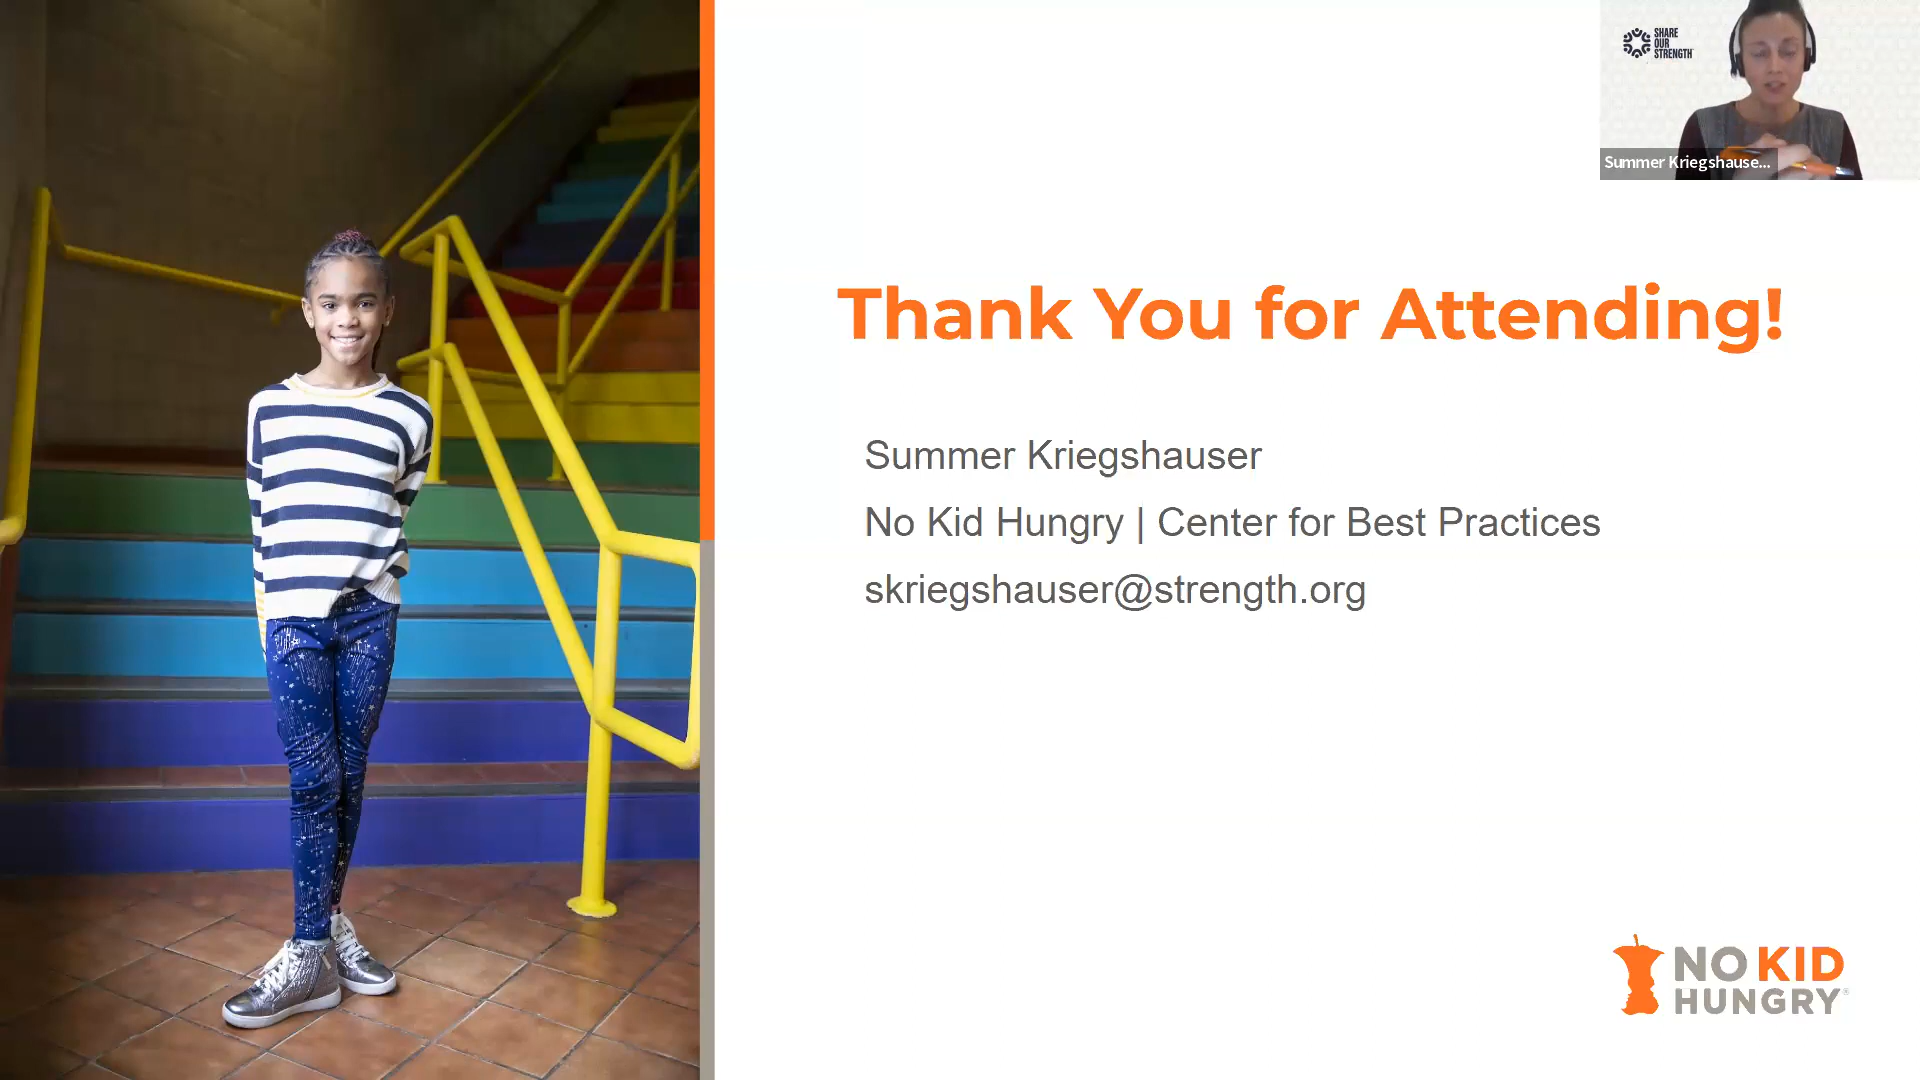 SHARE
OUR
STRENGTH
Summer Kriegshause...
Thank You for Attending!
Summer Kriegshauser
No Kid Hungry | Center for Best Practices
skriegshauser@strength.org
NO KID
HUNGRY®